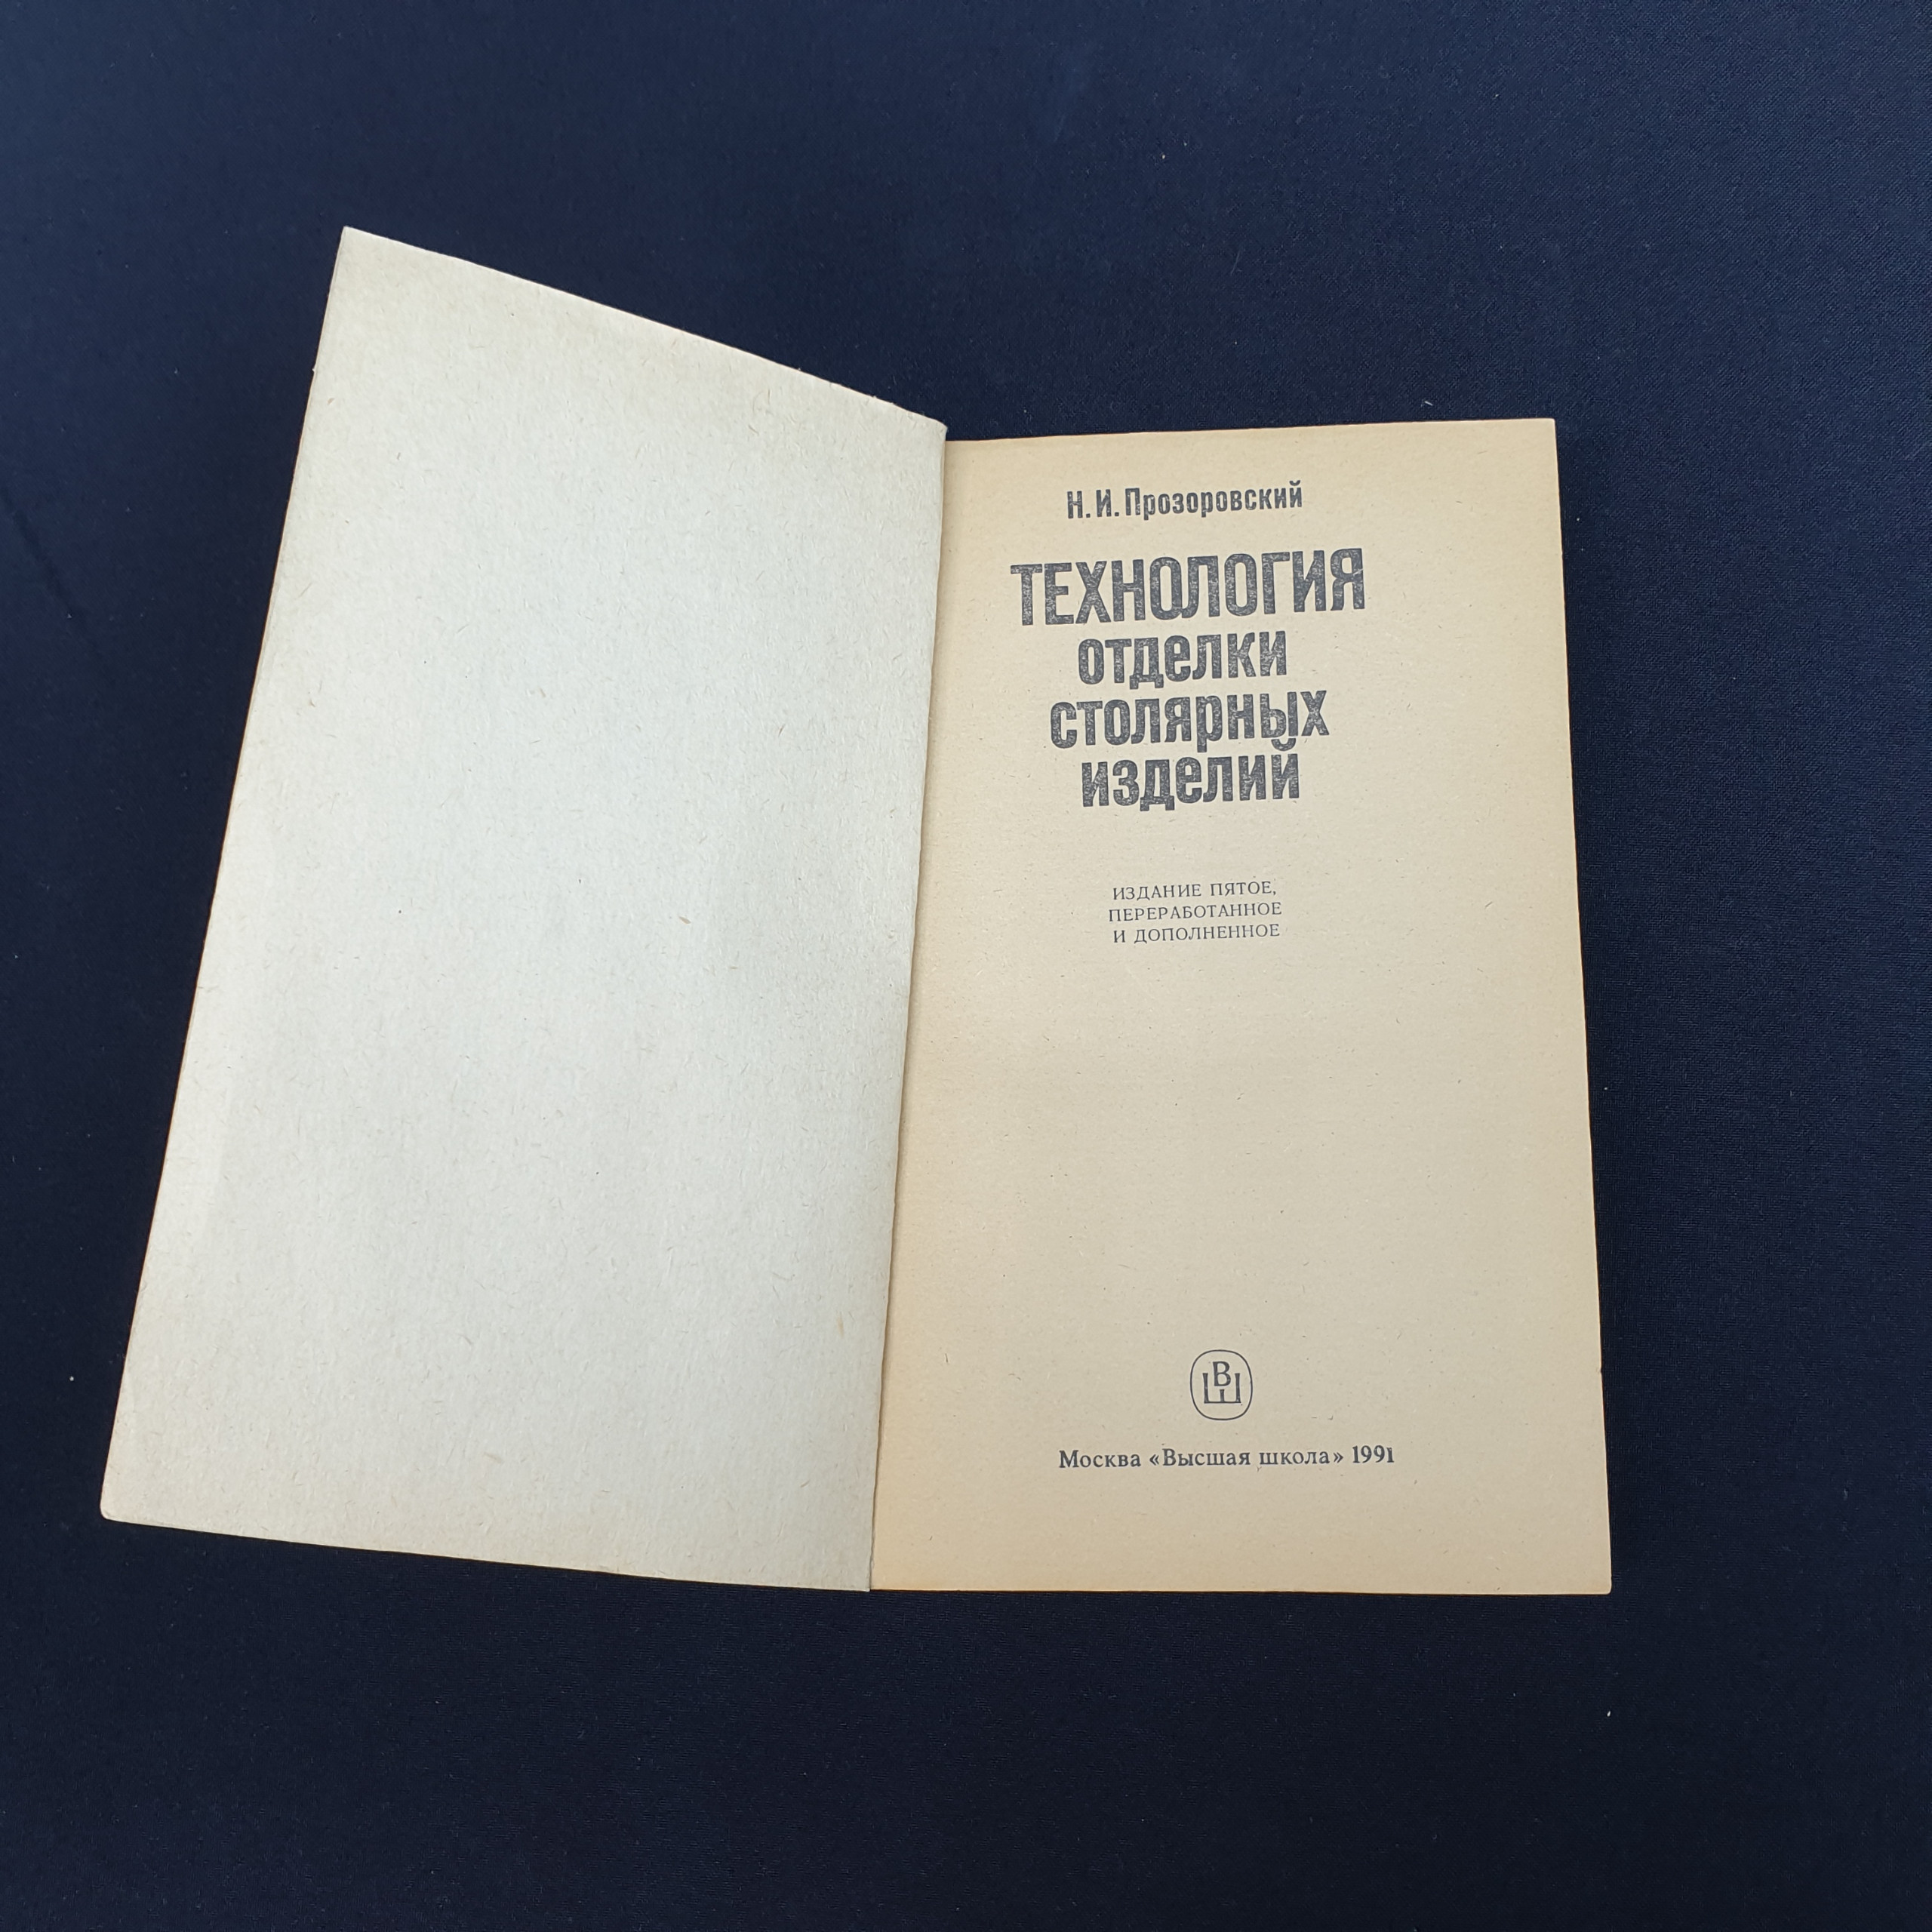 Н. И. Прозоровский
ТЕХНОЛОГИЯ
отделки
столярных
изделий
ИЗДАНИЕ ПЯТОЕ,
ПЕРЕРАБОТАННОЕ
И ДОПОЛНЕННОЕ
ВШ
Москва «Высшая школа» 1991